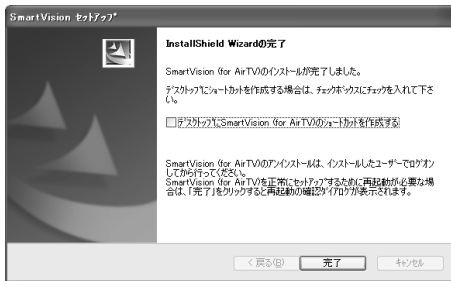 SmartVision ｾｯﾄｱｯﾌﾟ
InstallShield Wizardの完了
SmartVision (for AirTV)のインストールが完了しました。
ﾃﾞｽｸﾄｯﾌﾟにｼｮｰﾄｶｯﾄを作成する場合は、ﾁｪｯｸﾎﾞｯｸｽにﾁｪｯｸを入れて下さ
い。
ﾃﾞｽｸﾄｯﾌﾟにSmartVision (for AirTV)のｼｮｰﾄｶｯﾄを作成する
SmartVision (for AirTV)のｱﾝｲﾝｽﾄｰﾙは、インストールしたユーザーでログオン
してから行ってください。
SmartVision (for AirTV)を正常にｾｯﾄｱｯﾌﾟするために再起動が必要な場
合は、「完了」をクリックすると再起動の確認ﾀﾞｲｱﾛｸﾞが表示されます。
< 戻る(B)
完了
ｷｬﾝｾﾙ